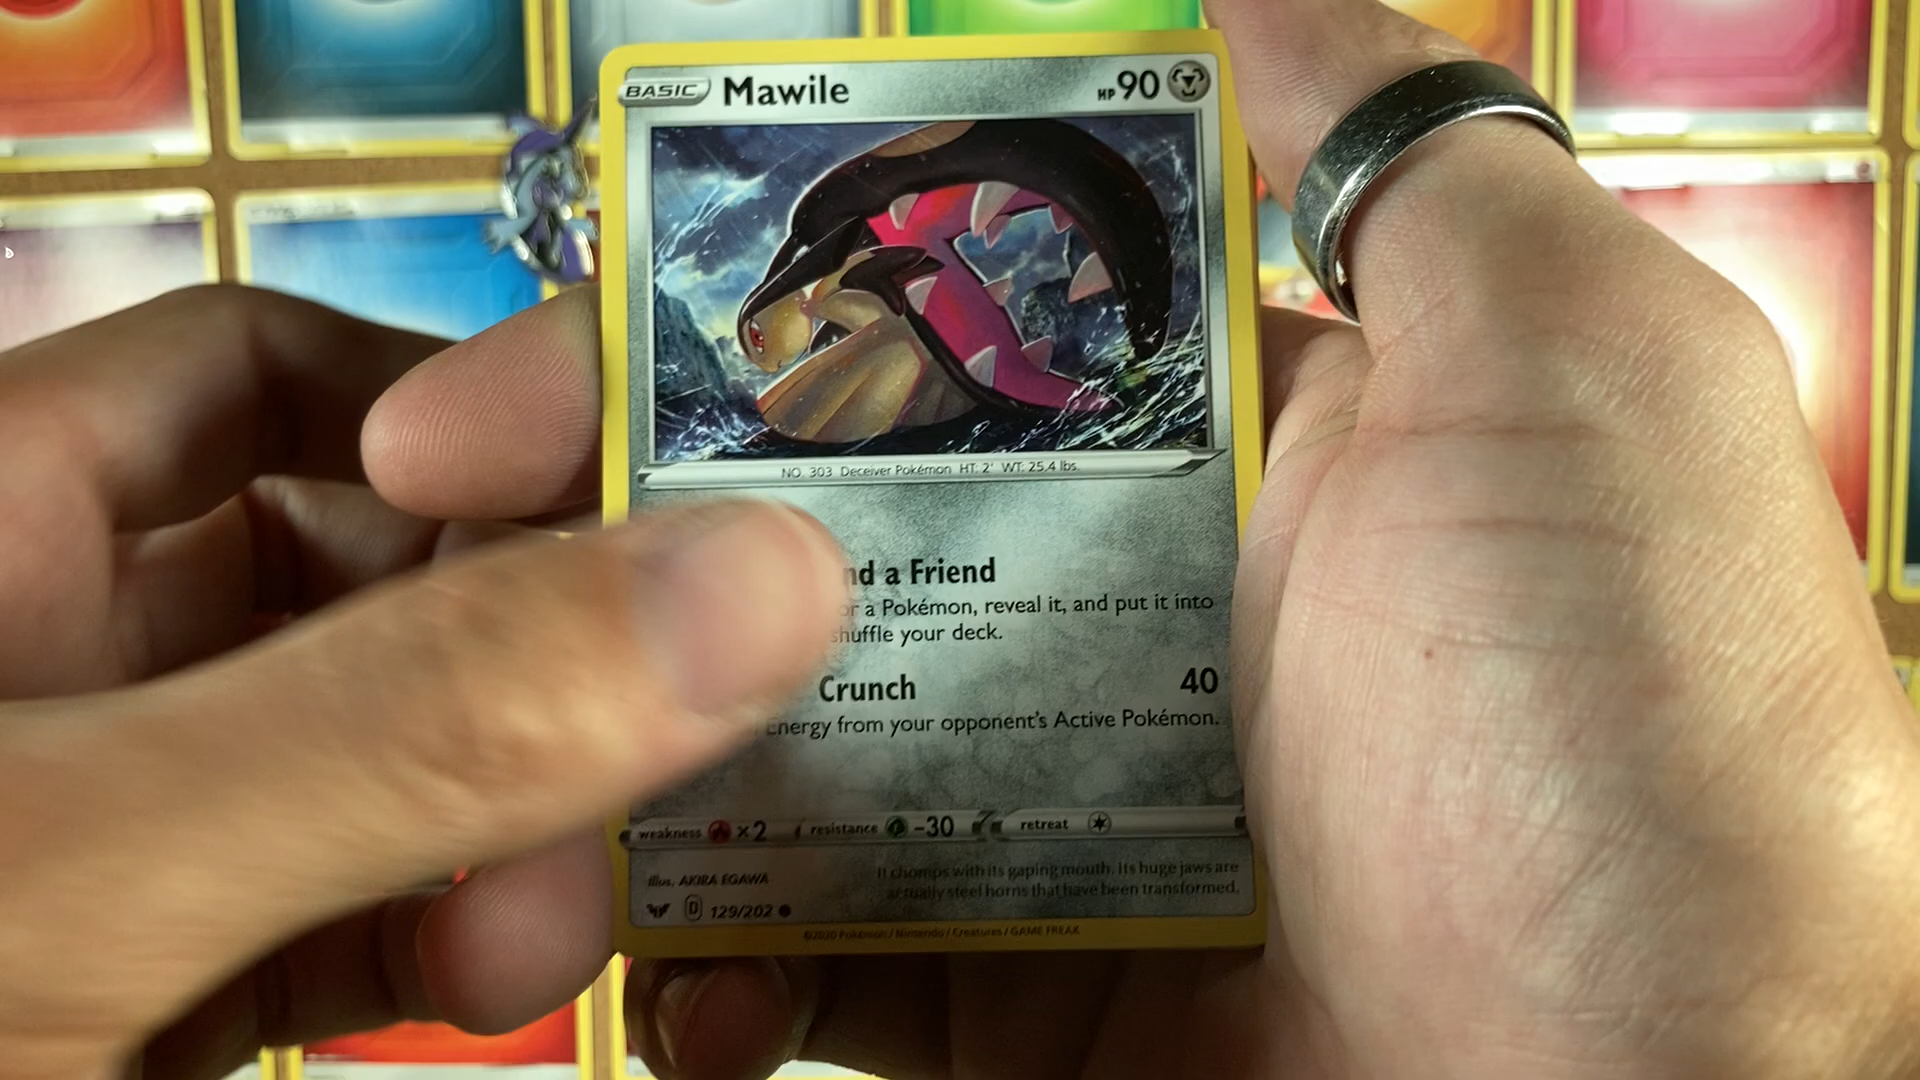 BASIC Mawile HP 90
NO. 303 Deceiver Pokémon HT: 2' WT: 25.4 lbs.
nd a Friend
or a Pokémon, reveal it, and put it into
shuffle your deck.
Crunch 40
Energy from your opponent's Active Pokémon.
weakness ×2 resistance -30 retreat
Illus. AKIRA EGAWA
It chomps with its gaping mouth. Its huge jaws are
actually steel horns that have been transformed.
D 129/202
©2020 Pokémon / Nintendo / Creatures / GAME FREAK